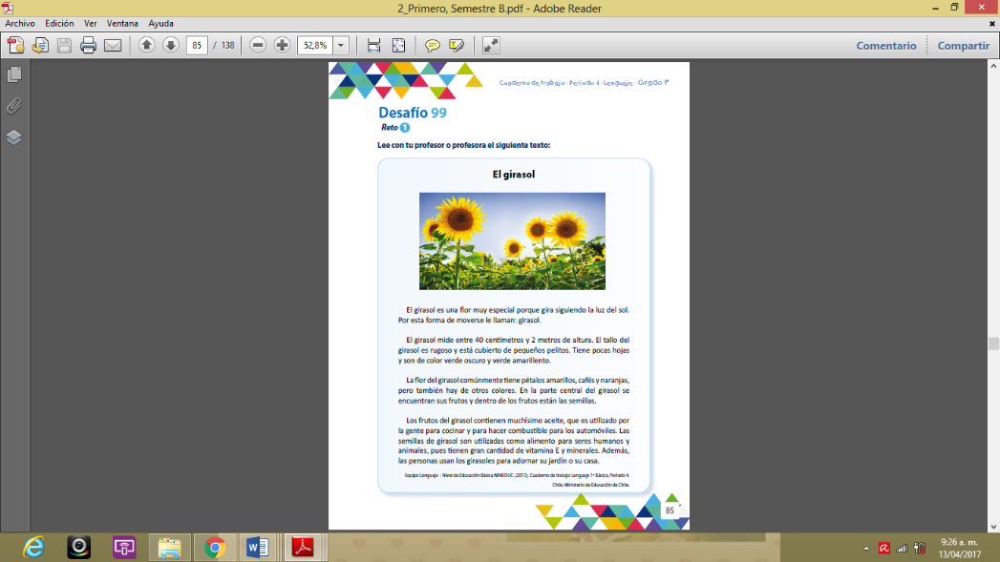 2_Primero, Semestre B.pdf - Adobe Reader
Archivo Edición Ver Ventana Ayuda
85 / 138 52,8% Comentario Compartir
Cuaderno de Trabajo - Período 4 - Lenguaje - Grado 1°
Desafío 99
Reto 1
Lee con tu profesor o profesora el siguiente texto:
El girasol
El girasol es una flor muy especial porque gira siguiendo la luz del sol.
Por esta forma de moverse le llaman: girasol.
El girasol mide entre 40 centímetros y 2 metros de altura. El tallo del
girasol es rugoso y está cubierto de pequeños pelitos. Tiene pocas hojas
y son de color verde oscuro y verde amarillento.
La flor del girasol comúnmente tiene pétalos amarillos, cafés y naranjas,
pero también hay de otros colores. En la parte central del girasol se
encuentran sus frutos y dentro de los frutos están las semillas.
Los frutos del girasol contienen muchísimo aceite, que es utilizado por
la gente para cocinar y para hacer combustible para los automóviles. Las
semillas de girasol son utilizadas como alimento para seres humanos y
animales, pues tienen gran cantidad de vitamina E y minerales. Además,
las personas usan los girasoles para adornar su jardín o su casa.
Equipo Lenguaje - Nivel de Educación Básica MINEDUC. (2013). Cuaderno de trabajo Lenguaje 1° Básico, Período 4.
Chile: Ministerio de Educación de Chile.
85
9:26 a. m.
13/04/2017